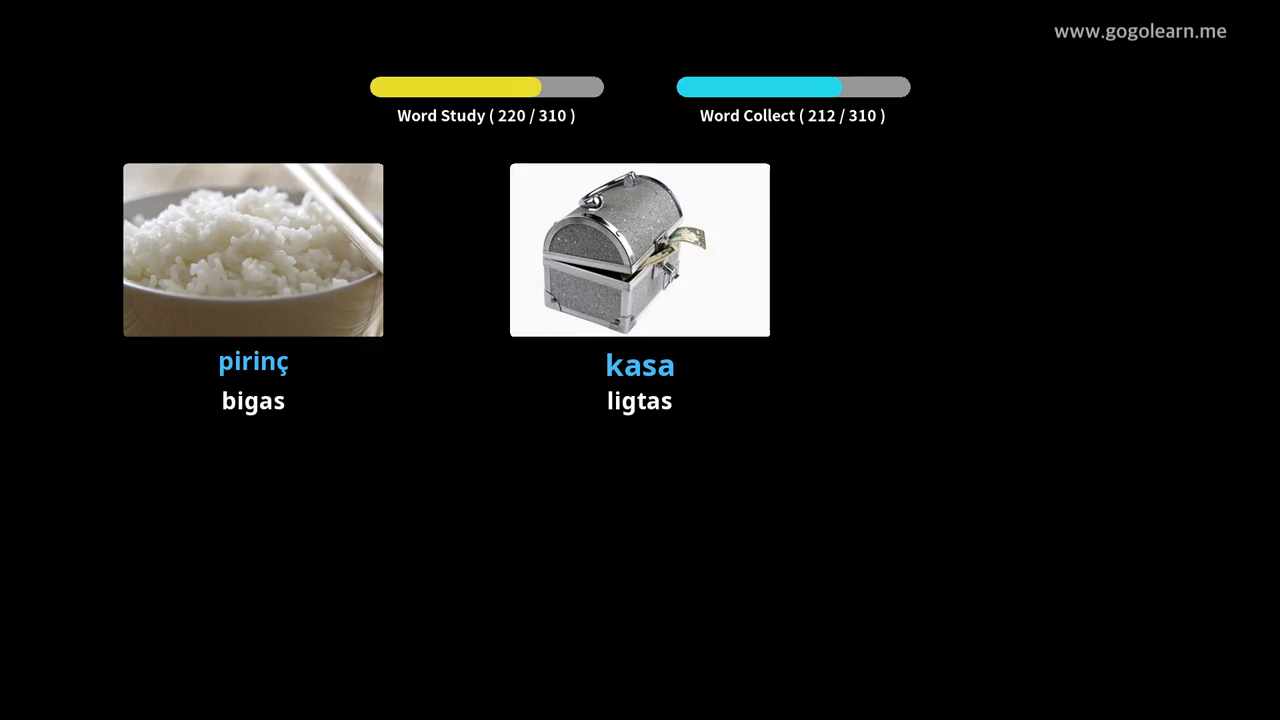 www.gogolearn.me
Word Study ( 220 / 310 )
Word Collect ( 212 / 310 )
pirinç
bigas
kasa
ligtas